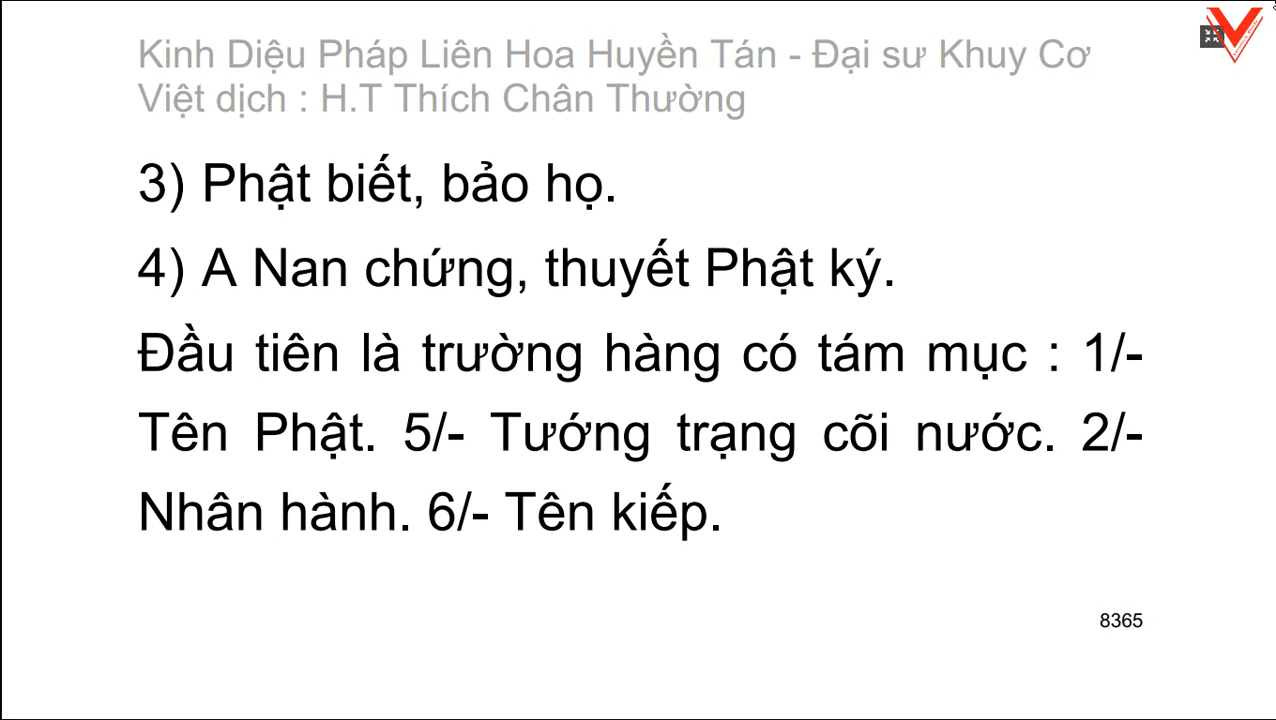 Kinh Diệu Pháp Liên Hoa Huyền Tán - Đại sư Khuy Cơ
Việt dịch : H.T Thích Chân Thường
3) Phật biết, bảo họ.
4) A Nan chứng, thuyết Phật ký.
Đầu tiên là trường hàng có tám mục : 1/-
Tên Phật. 5/- Tướng trạng cõi nước. 2/-
Nhân hành. 6/- Tên kiếp.
8365